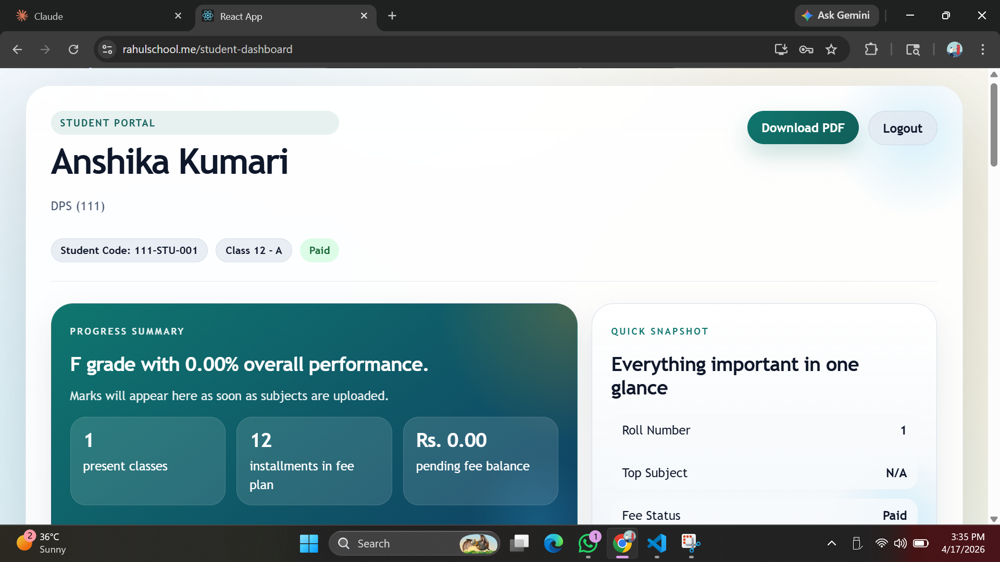 Claude
React App
Ask Gemini
rahulschool.me/student-dashboard
STUDENT PORTAL
Download PDF
Logout
Anshika Kumari
DPS (111)
Student Code: 111-STU-001
Class 12 - A
Paid
PROGRESS SUMMARY
F grade with 0.00% overall performance.
Marks will appear here as soon as subjects are uploaded.
1
present classes
12
installments in fee
plan
Rs. 0.00
pending fee balance
QUICK SNAPSHOT
Everything important in one
glance
Roll Number 1
Top Subject N/A
Fee Status Paid
2
36°C
Sunny
Search
1
3:35 PM
4/17/2026